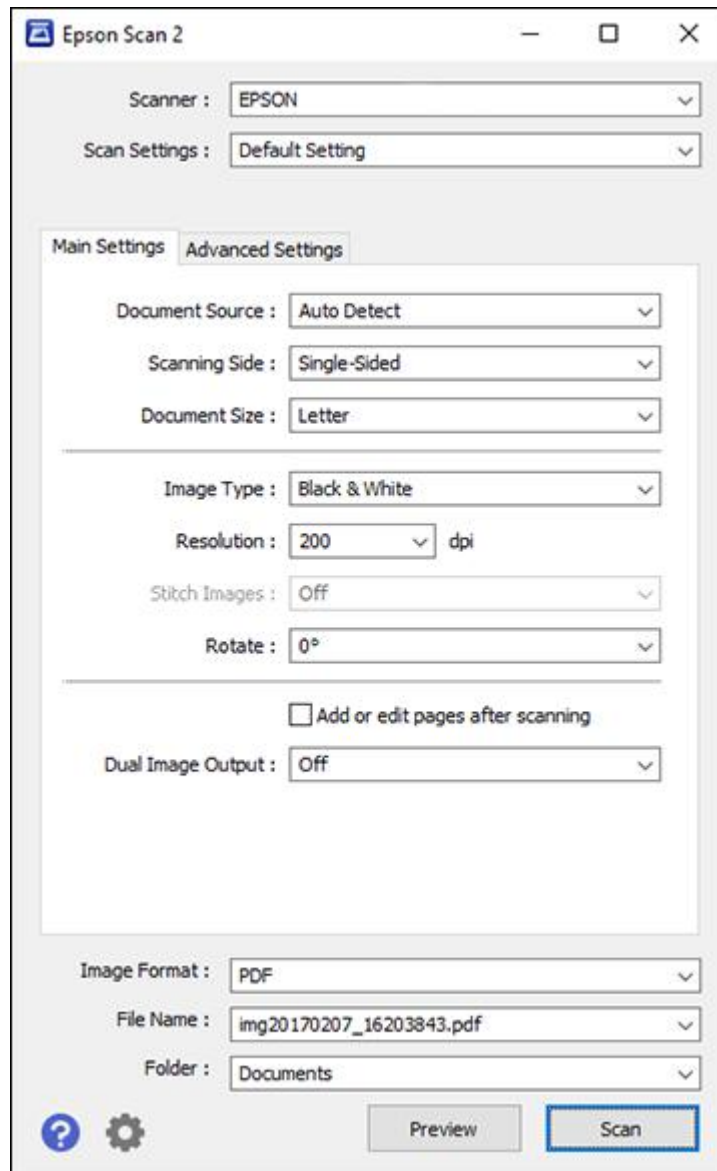 Epson Scan 2
Scanner : EPSON
Scan Settings : Default Setting
Main Settings Advanced Settings
Document Source : Auto Detect
Scanning Side : Single-Sided
Document Size : Letter
Image Type : Black & White
Resolution : 200 dpi
Stitch Images : Off
Rotate : 0°
Add or edit pages after scanning
Dual Image Output : Off
Image Format : PDF
File Name : img20170207_16203843.pdf
Folder : Documents
? Preview Scan